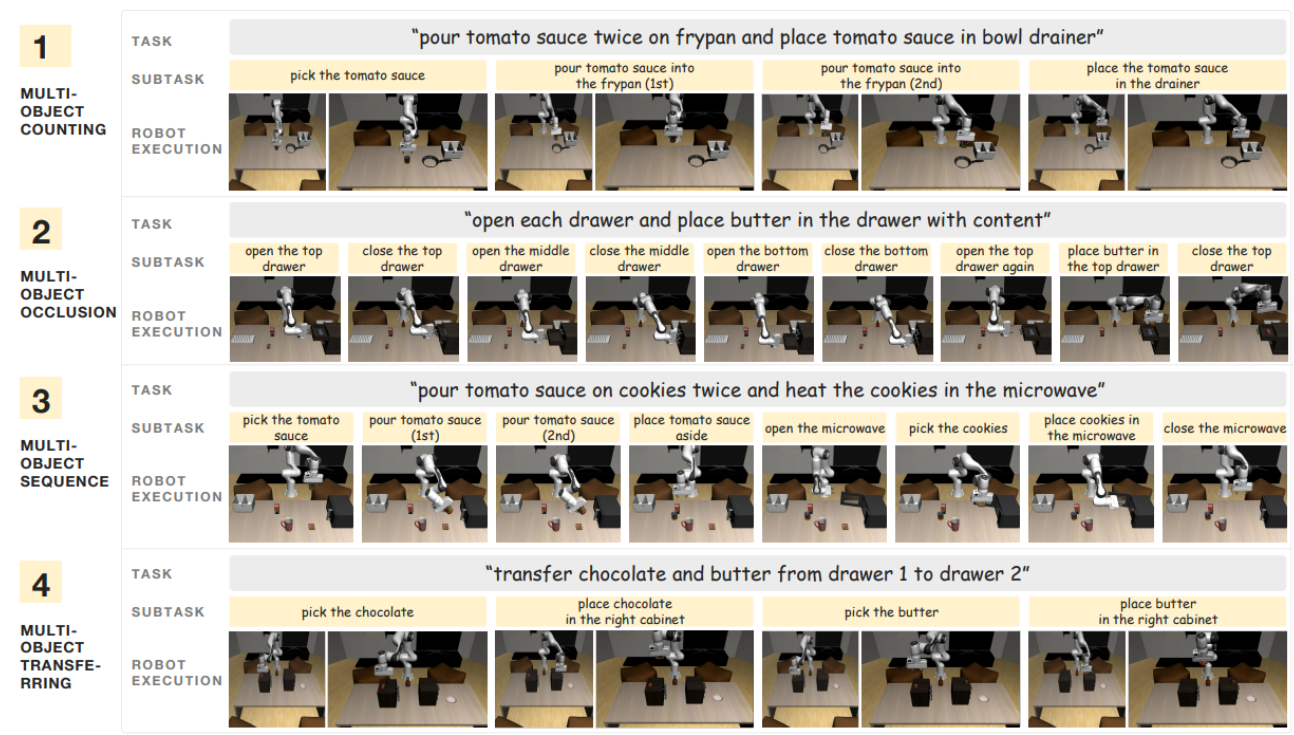 1
MULTI-
OBJECT
COUNTING
TASK
"pour tomato sauce twice on frypan and place tomato sauce in bowl drainer"
SUBTASK
pick the tomato sauce
pour tomato sauce into
the frypan (1st)
pour tomato sauce into
the frypan (2nd)
place the tomato sauce
in the drainer
ROBOT
EXECUTION
2
MULTI-
OBJECT
OCCLUSION
TASK
"open each drawer and place butter in the drawer with content"
SUBTASK
open the top
drawer
close the top
drawer
open the middle
drawer
close the middle
drawer
open the bottom
drawer
close the bottom
drawer
open the top
drawer again
place butter in
the top drawer
close the top
drawer
ROBOT
EXECUTION
3
MULTI-
OBJECT
SEQUENCE
TASK
"pour tomato sauce on cookies twice and heat the cookies in the microwave"
SUBTASK
pick the tomato
sauce
pour tomato sauce
(1st)
pour tomato sauce
(2nd)
place tomato sauce
aside
open the microwave
pick the cookies
place cookies in
the microwave
close the microwave
ROBOT
EXECUTION
4
MULTI-
OBJECT
TRANSFE-
RRING
TASK
"transfer chocolate and butter from drawer 1 to drawer 2"
SUBTASK
pick the chocolate
place chocolate
in the right cabinet
pick the butter
place butter
in the right cabinet
ROBOT
EXECUTION